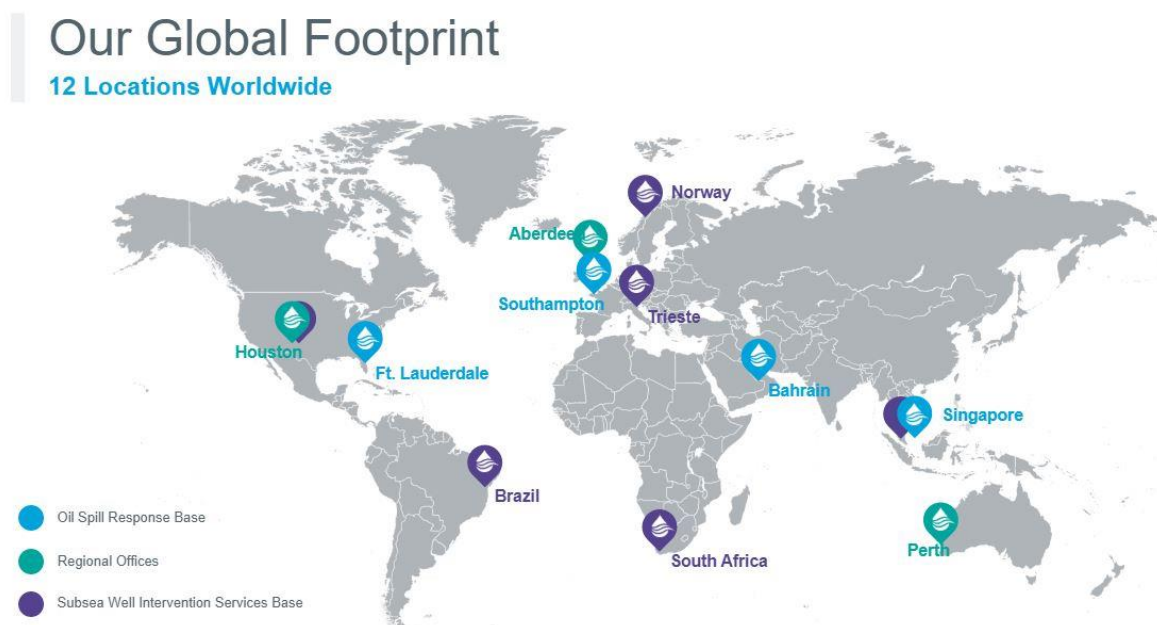 Our Global Footprint
12 Locations Worldwide
Norway
Aberdeen
Southampton
Trieste
Houston
Ft. Lauderdale
Bahrain
Singapore
Brazil
South Africa
Perth
Oil Spill Response Base
Regional Offices
Subsea Well Intervention Services Base